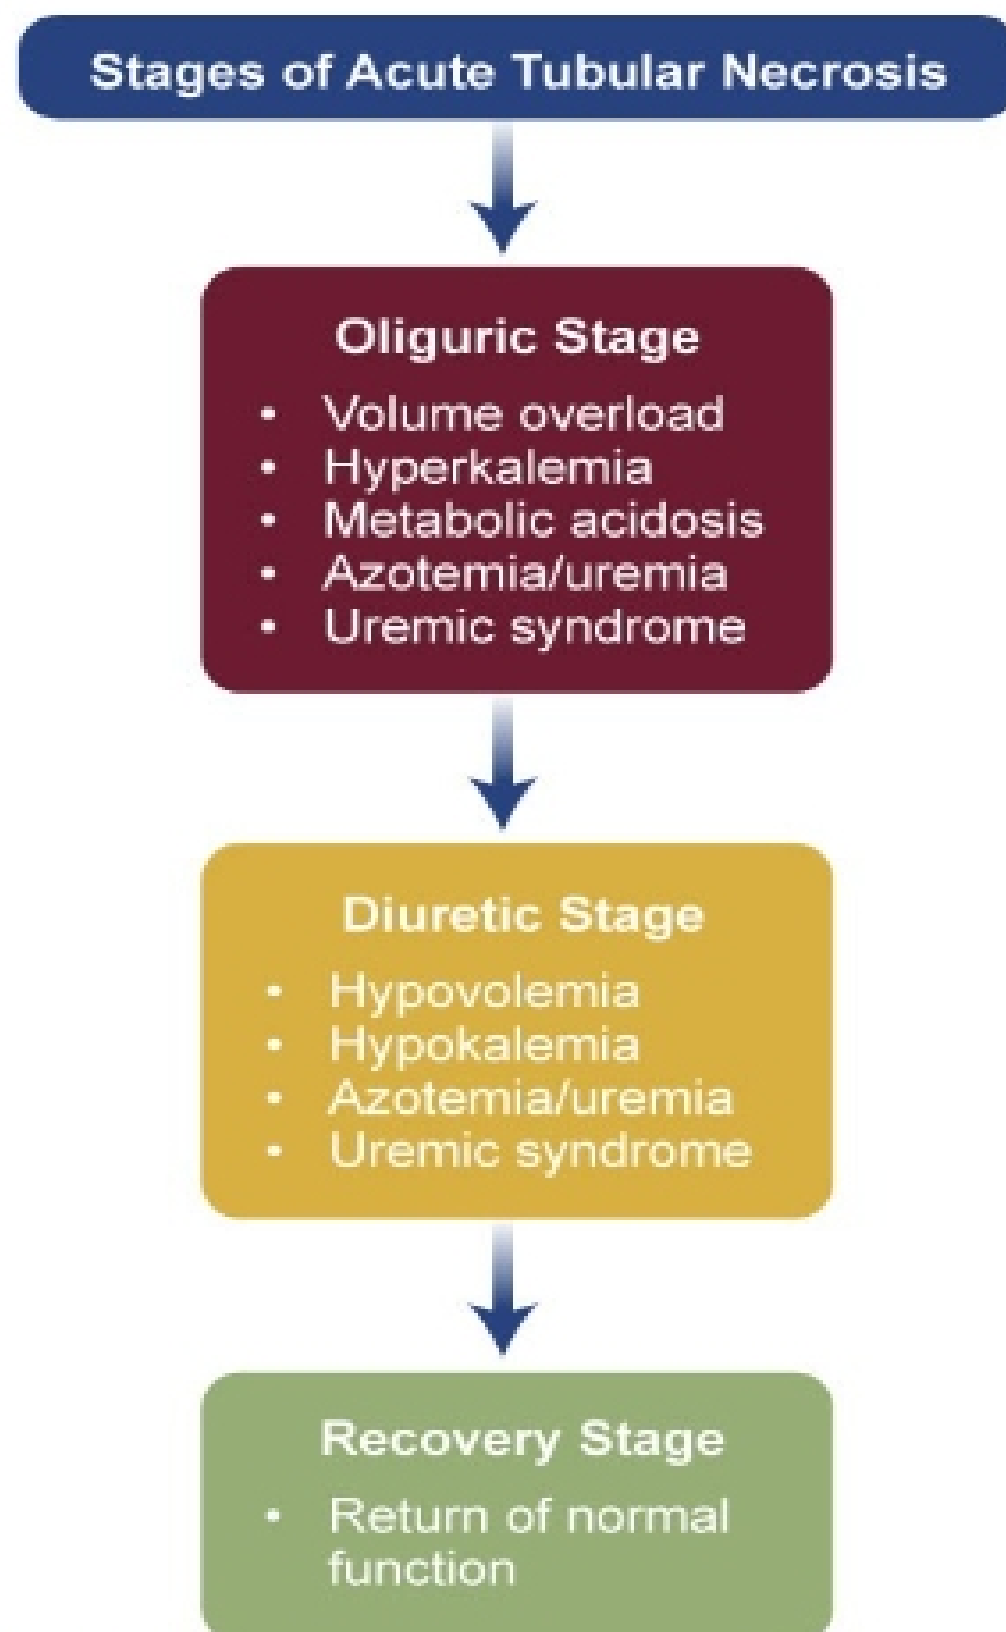 Stages of Acute Tubular Necrosis
Oliguric Stage
• Volume overload
• Hyperkalemia
• Metabolic acidosis
• Azotemia/uremia
• Uremic syndrome
Diuretic Stage
• Hypovolemia
• Hypokalemia
• Azotemia/uremia
• Uremic syndrome
Recovery Stage
• Return of normal
function